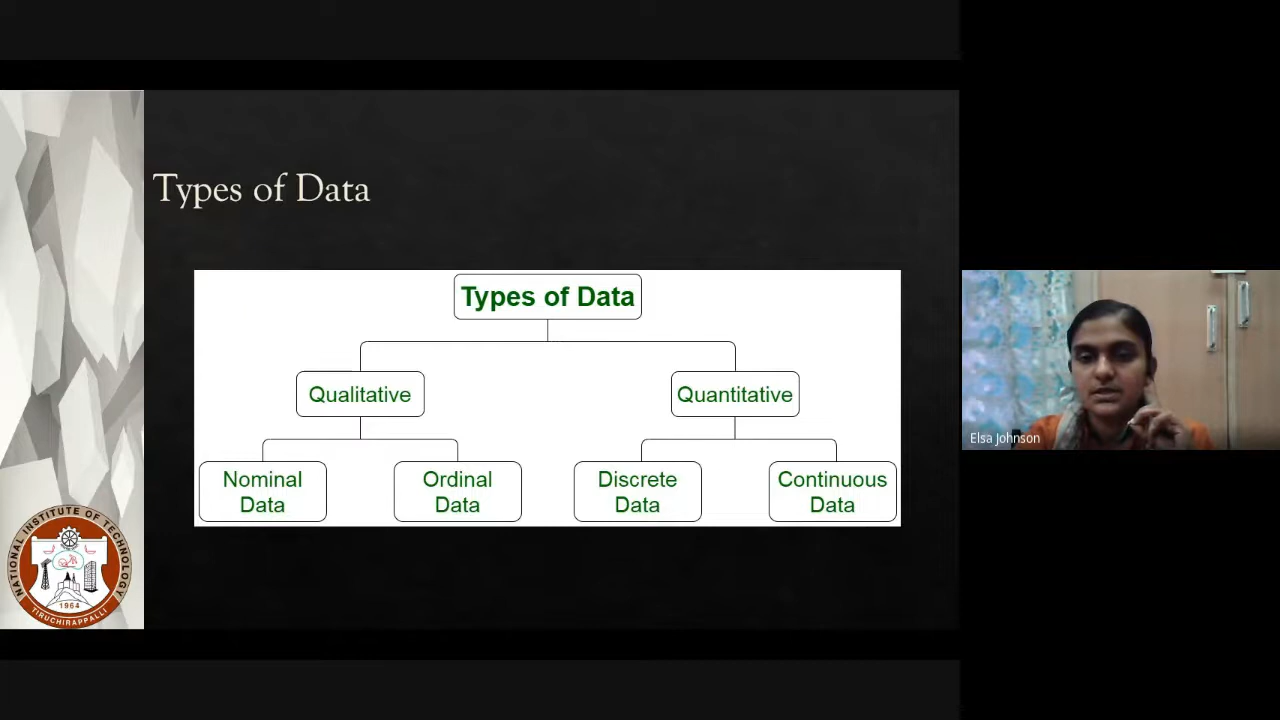 Types of Data
Types of Data
Qualitative
Quantitative
Nominal
Data
Ordinal
Data
Discrete
Data
Continuous
Data
Elsa Johnson
NATIONAL INSTITUTE OF TECHNOLOGY
1964
TIRUCHIRAPPALLI